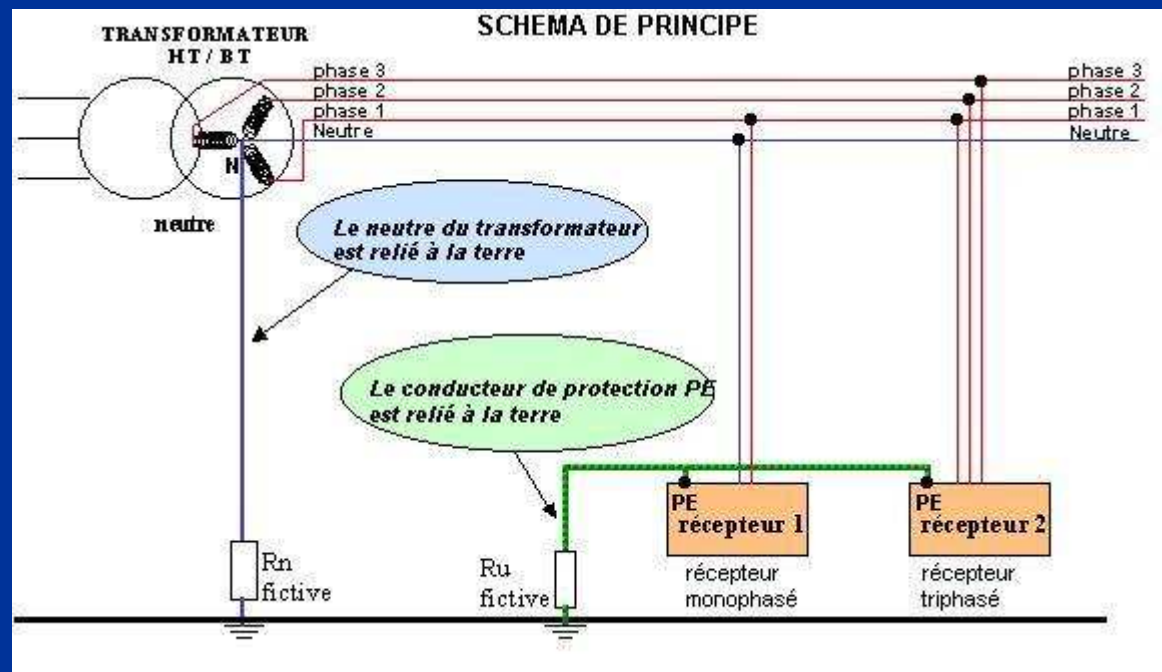 SCHEMA DE PRINCIPE
TRANSFORMATEUR
HT / BT
phase 3
phase 2
phase 1
Neutre
phase 3
phase 2
phase 1
Neutre
N
neutre
Le neutre du transformateur
est relié à la terre
Le conducteur de protection PE
est relié à la terre
PE
récepteur 1
PE
récepteur 2
récepteur
monophasé
récepteur
triphasé
Rn
fictive
Ru
fictive